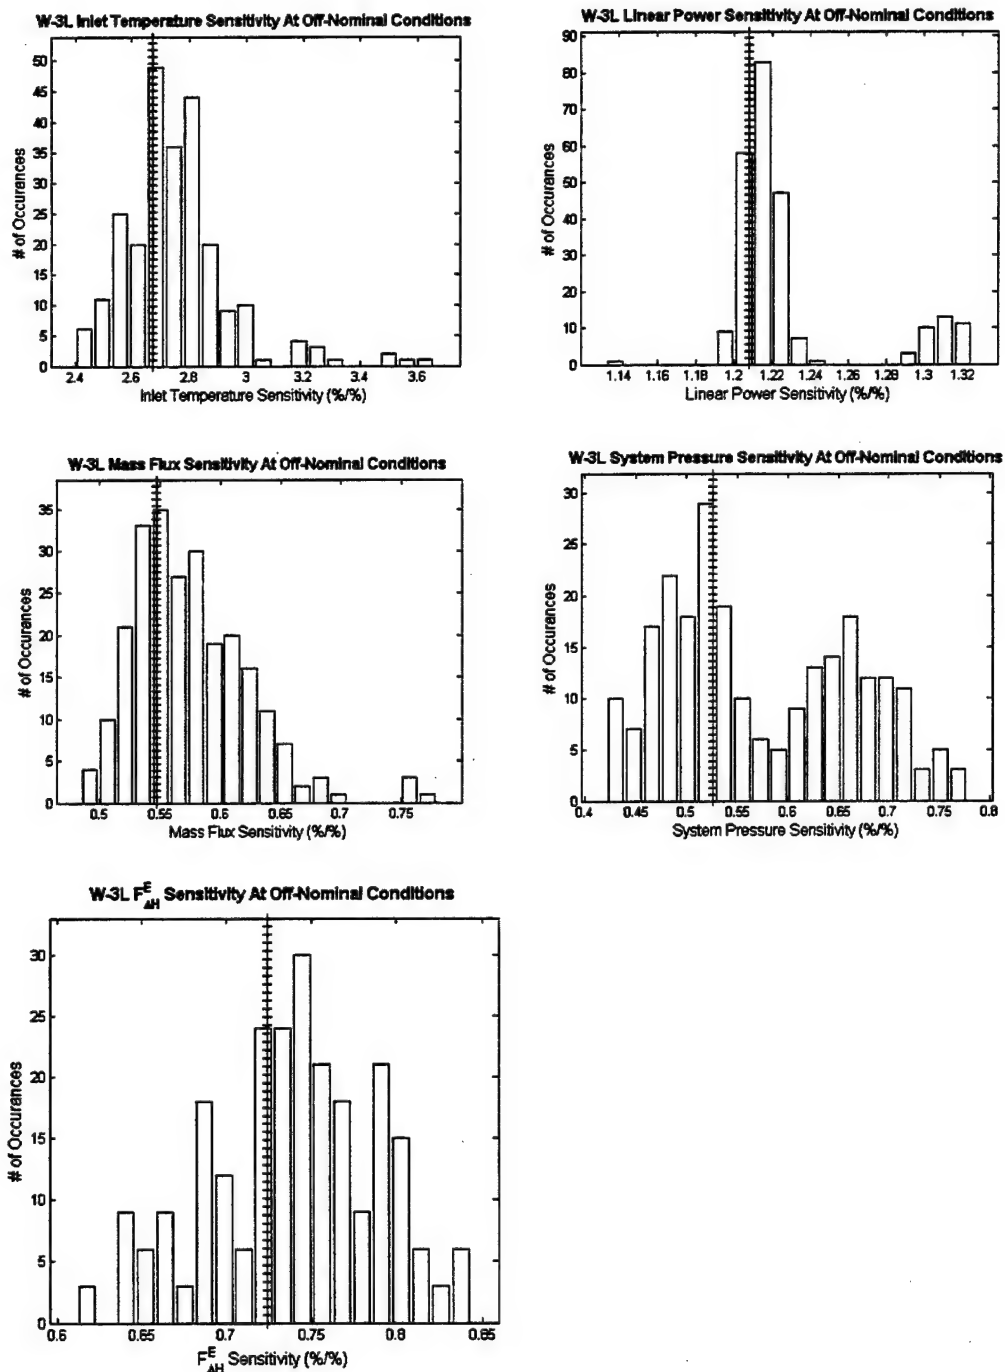 W-3L Inlet Temperature Sensitivity At Off-Nominal Conditions
50
45
40
35
30
25
20
15
10
5
0
# of Occurances
2.4 2.6 2.8 3 3.2 3.4 3.6
Inlet Temperature Sensitivity (%/%)
W-3L Linear Power Sensitivity At Off-Nominal Conditions
90
80
70
60
50
40
30
20
10
0
# of Occurances
1.14 1.16 1.18 1.2 1.22 1.24 1.26 1.28 1.3 1.32
Linear Power Sensitivity (%/%)
W-3L Mass Flux Sensitivity At Off-Nominal Conditions
35
30
25
20
15
10
5
0
# of Occurances
0.5 0.55 0.6 0.65 0.7 0.75
Mass Flux Sensitivity (%/%)
W-3L System Pressure Sensitivity At Off-Nominal Conditions
30
25
20
15
10
5
0
# of Occurances
0.4 0.45 0.5 0.55 0.6 0.65 0.7 0.75 0.8
System Pressure Sensitivity (%/%)
W-3L F^E_ΔH Sensitivity At Off-Nominal Conditions
30
25
20
15
10
5
0
# of Occurances
0.6 0.65 0.7 0.75 0.8 0.85
F^E_ΔH Sensitivity (%/%)